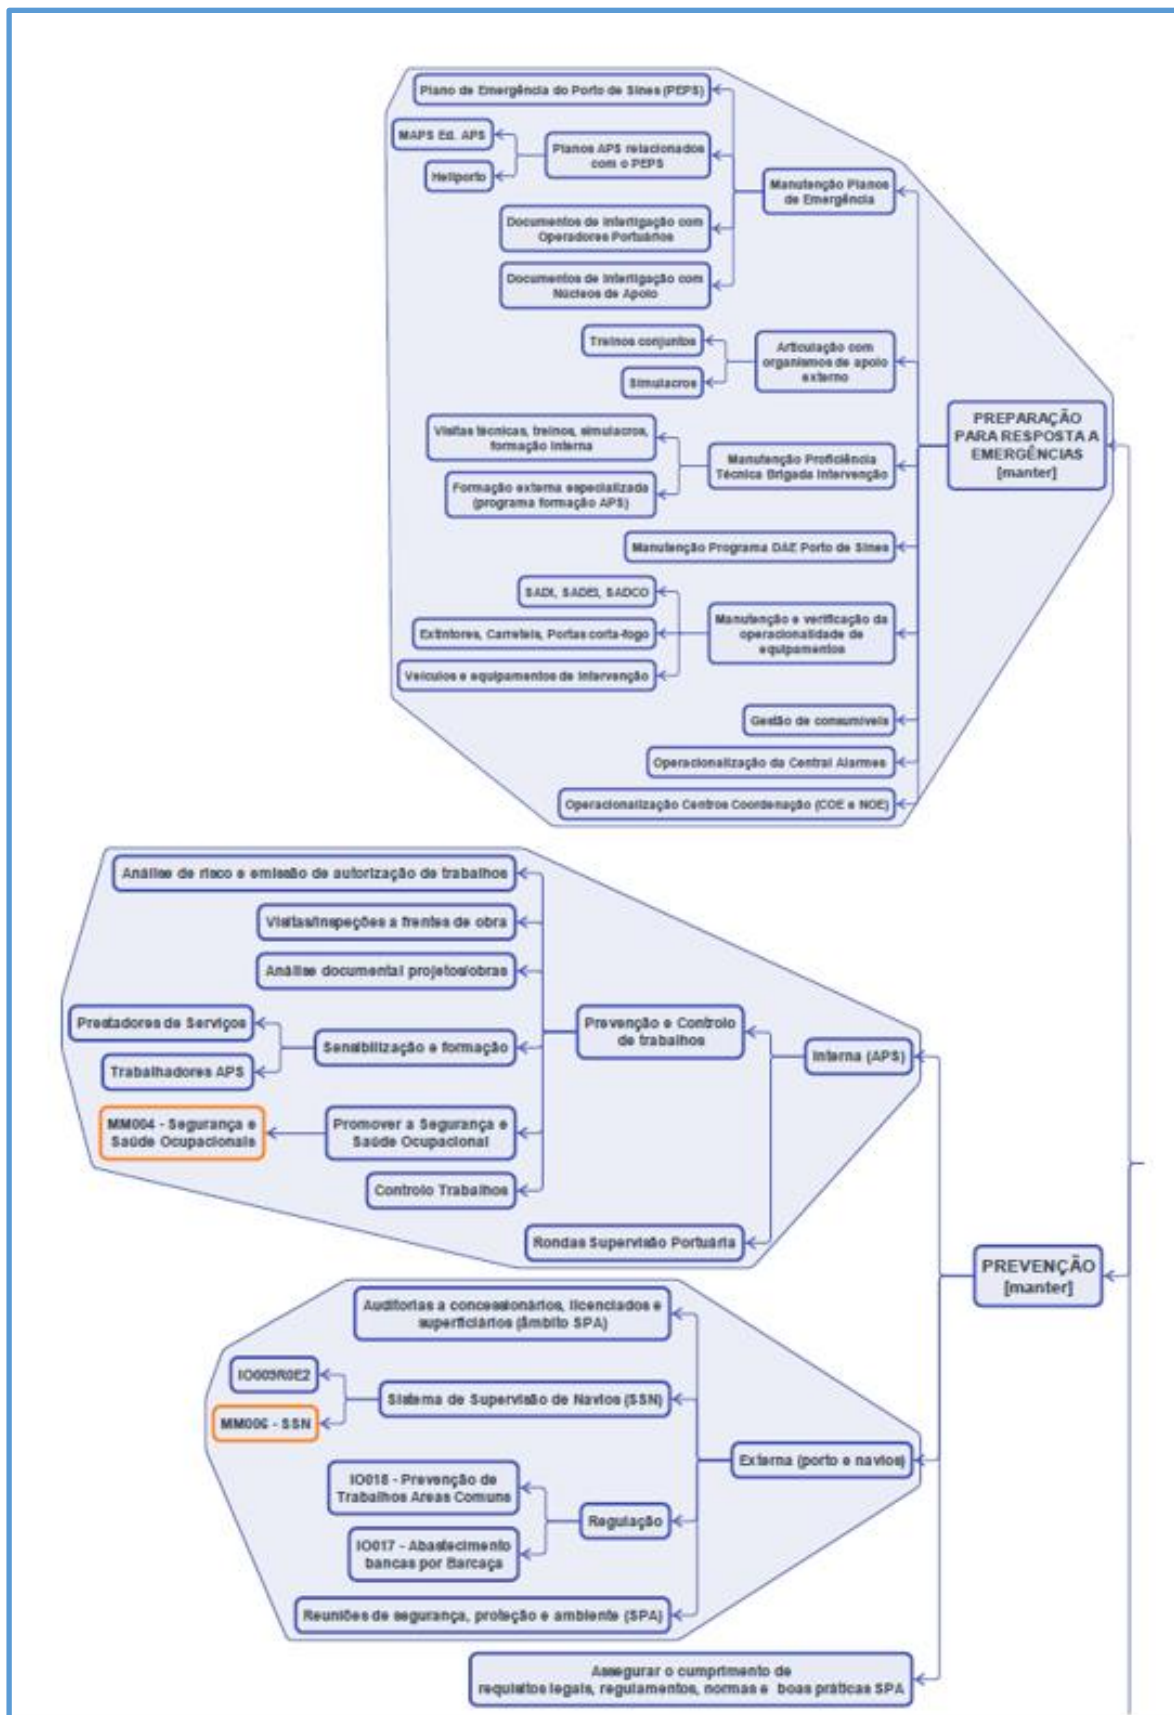 Plano de Emergência do Porto de Sines (PEPS)
MAPS Ed. APS
Heliporto
Planos APS relacionados
com o PEPS
Documentos de Interligação com
Operadores Portuários
Documentos de Interligação com
Núcleos de Apoio
Manutenção Planos
de Emergência
Treinos conjuntos
Simulacros
Articulação com
organismos de apoio
externo
PREPARAÇÃO
PARA RESPOSTA A
EMERGÊNCIAS
[manter]
Visitas técnicas, treinos, simulacros,
formação interna
Formação externa especializada
(programa formação APS)
Manutenção Proficiência
Técnica Brigada Intervenção
Manutenção Programa DAE Porto de Sines
SADI, SADEI, SADCO
Extintores, Carreteis, Portas corta-fogo
Veículos e equipamentos de Intervenção
Manutenção e verificação da
operacionalidade de
equipamentos
Gestão de consumíveis
Operacionalização da Central Alarmes
Operacionalização Centros Coordenação (COE e NOE)
Análise de risco e emissão de autorização de trabalhos
Visitas/inspeções a frentes de obra
Análise documental projetos/obras
Prestadores de Serviços
Trabalhadores APS
Sensibilização e formação
MM004 - Segurança e
Saúde Ocupacionais
Promover a Segurança e
Saúde Ocupacional
Controlo Trabalhos
Prevenção e Controlo
de trabalhos
Interna (APS)
Rondas Supervisão Portuária
PREVENÇÃO
[manter]
Auditorias a concessionários, licenciados e
superficiários (âmbito SPA)
IO009R0E2
MM006 - SSN
Sistema de Supervisão de Navios (SSN)
Externa (porto e navios)
IO018 - Prevenção de
Trabalhos Areas Comuns
IO017 - Abastecimento
bancas por Barcaça
Regulação
Reuniões de segurança, proteção e ambiente (SPA)
Assegurar o cumprimento de
requisitos legais, regulamentos, normas e boas práticas SPA